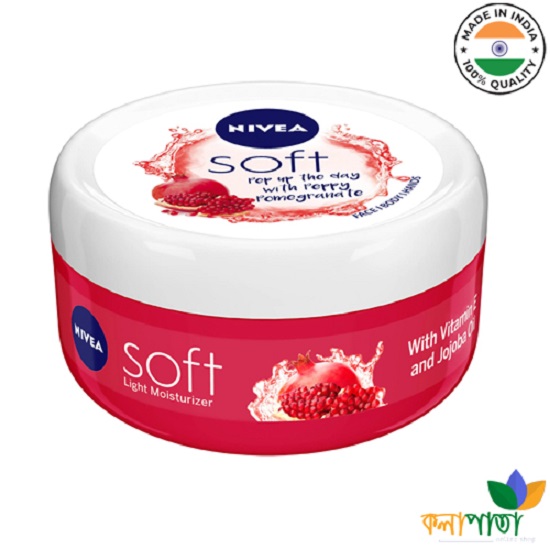 MADE IN INDIA
100% QUALITY
NIVEA
soft
pep up the day
with peppy
pomegranate
FACE | BODY | HANDS
NIVEA
soft
Light Moisturizer
With Vitamin E
and Jojoba Oil
কলাপাতা